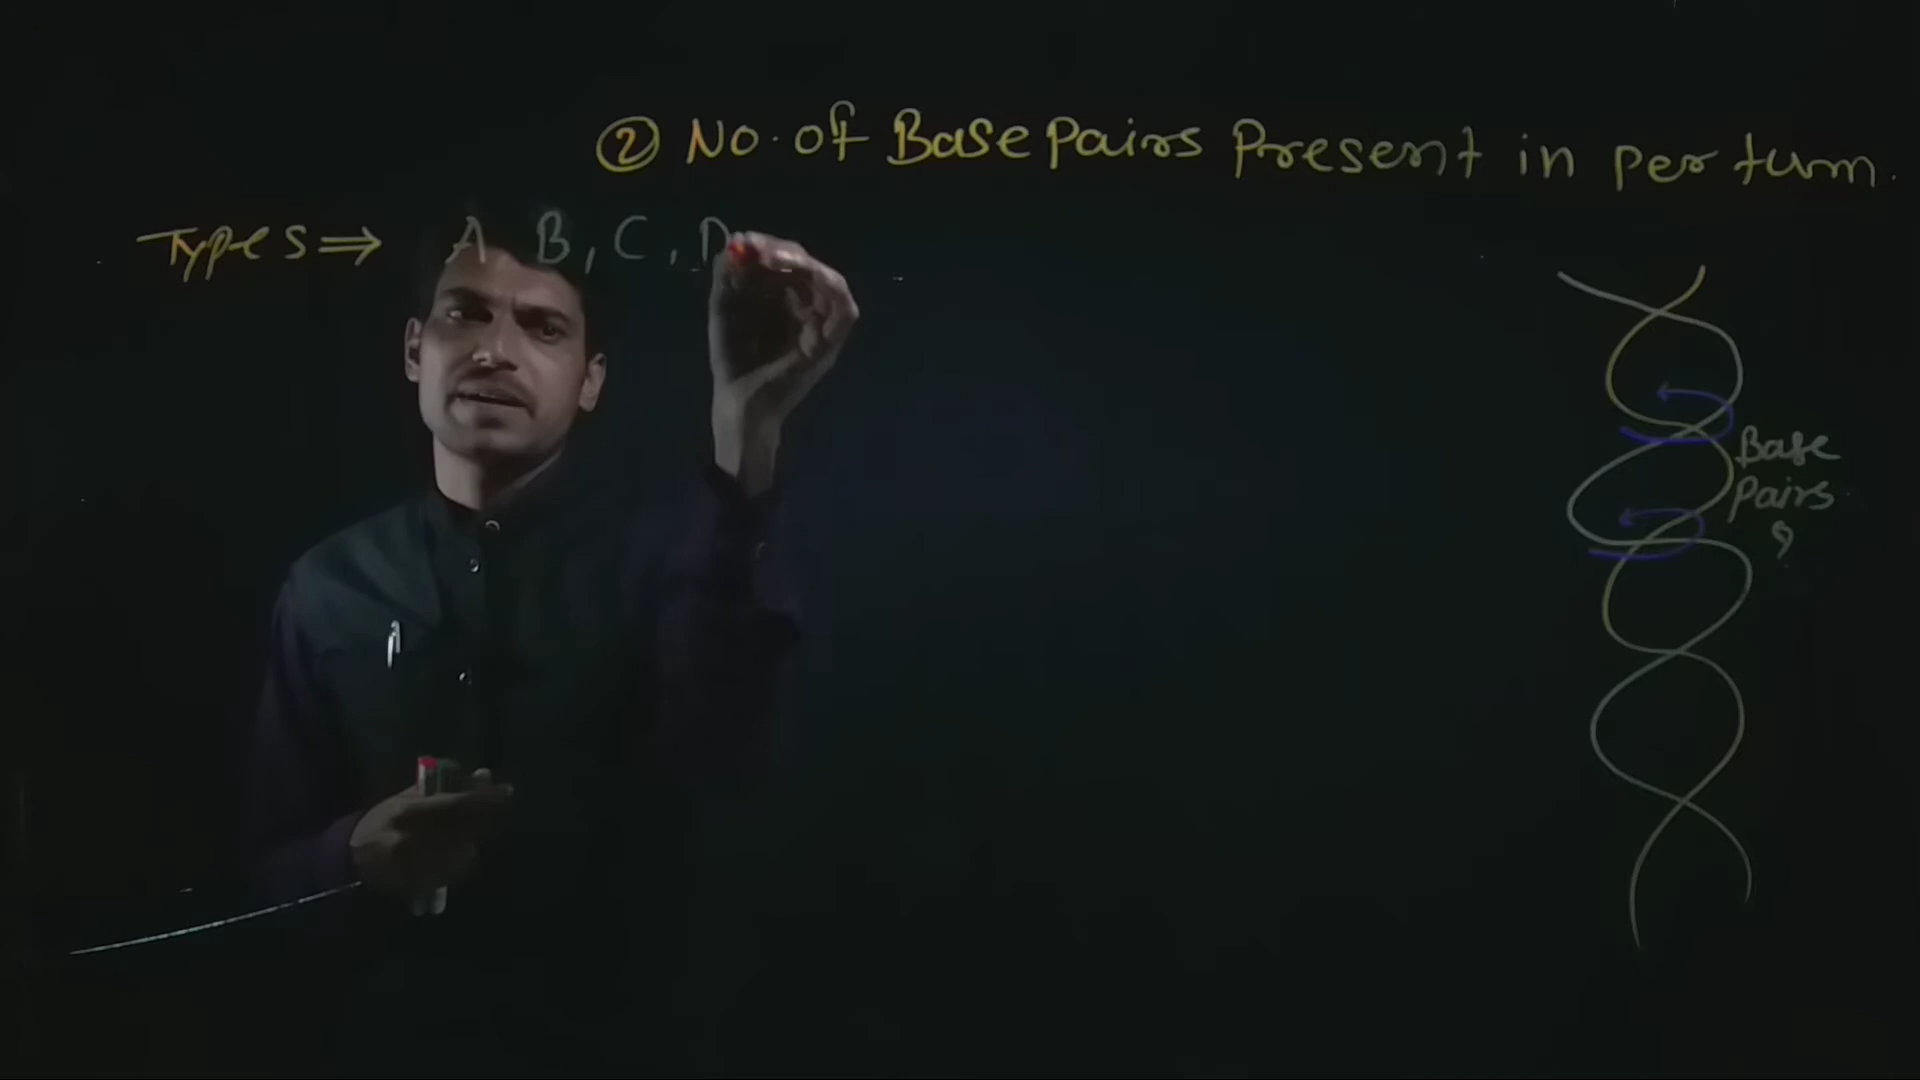 ② No. of Base Pairs Present in per turn.
Types ⇒ A B, C, D
Base
Pairs